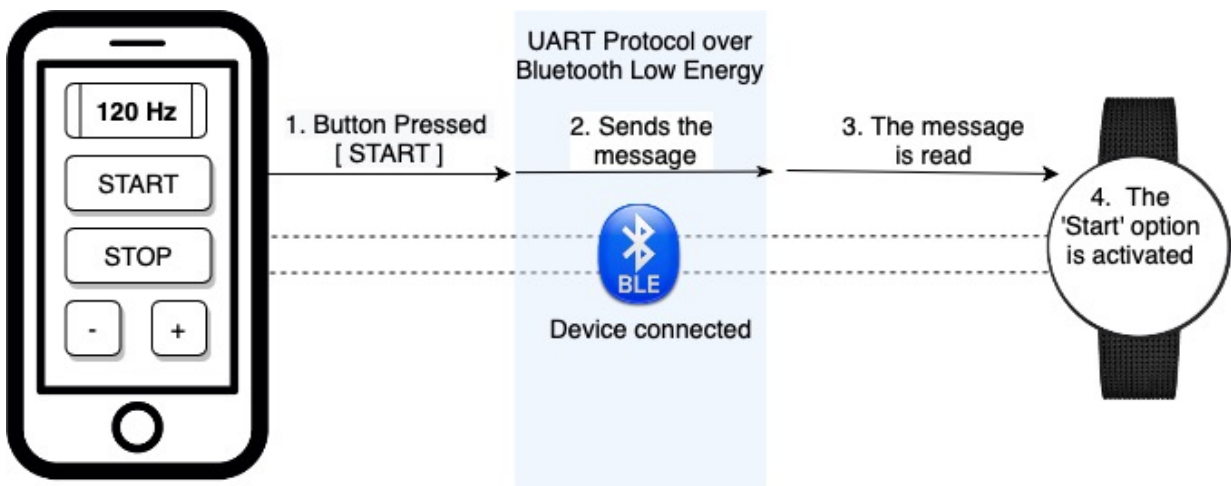 120 Hz
START
STOP
-
+
1. Button Pressed
[ START ]
UART Protocol over
Bluetooth Low Energy
2. Sends the
message
BLE
Device connected
3. The message
is read
4. The
'Start' option
is activated